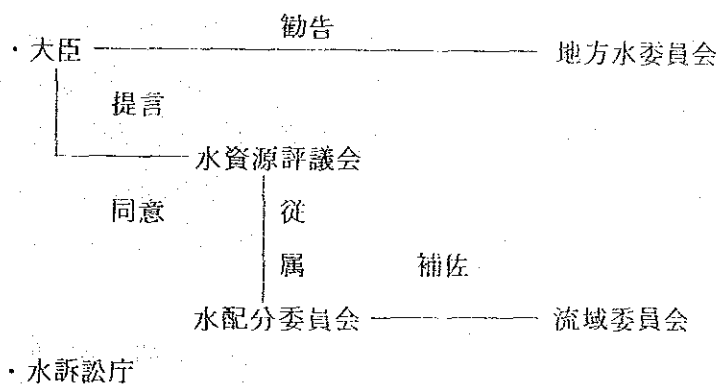 勧告
・大臣 地方水委員会
提言
水資源評議会
同意 従
属 補佐
水配分委員会 流域委員会
・水訴訟庁